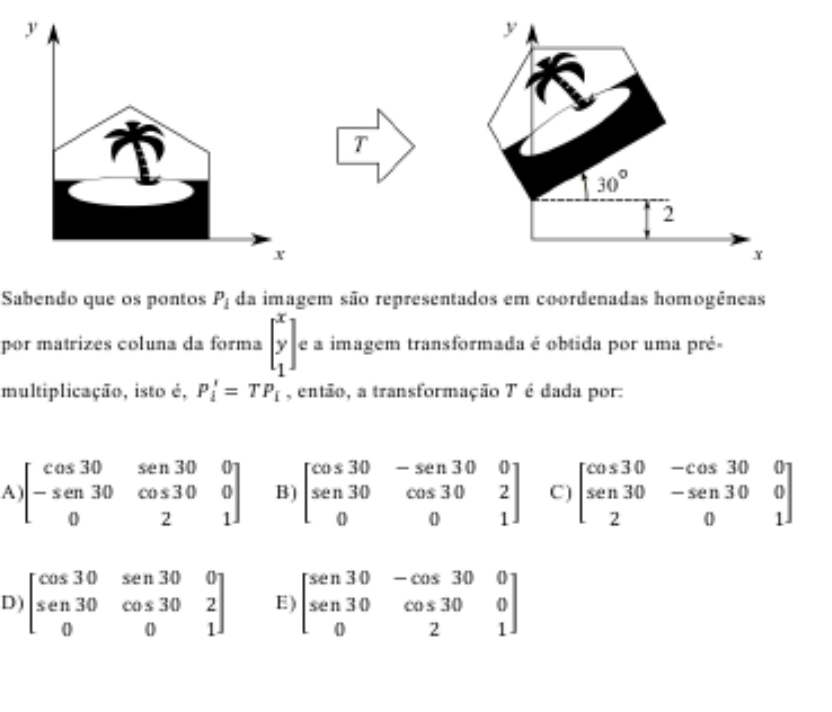 y
y
T
30°
2
x
x
Sabendo que os pontos P_i da imagem são representados em coordenadas homogêneas
por matrizes coluna da forma [x y 1] e a imagem transformada é obtida por uma pré-
multiplicação, isto é, P_i' = TP_i , então, a transformação T é dada por:
A) [cos 30 sen 30 0; − sen 30 cos 30 0; 0 2 1] B) [cos 30 − sen 30 0; sen 30 cos 30 2; 0 0 1] C) [cos 30 −cos 30 0; sen 30 − sen 30 0; 2 0 1]
D) [cos 30 sen 30 0; sen 30 cos 30 2; 0 0 1] E) [sen 30 − cos 30 0; sen 30 cos 30 0; 0 2 1]